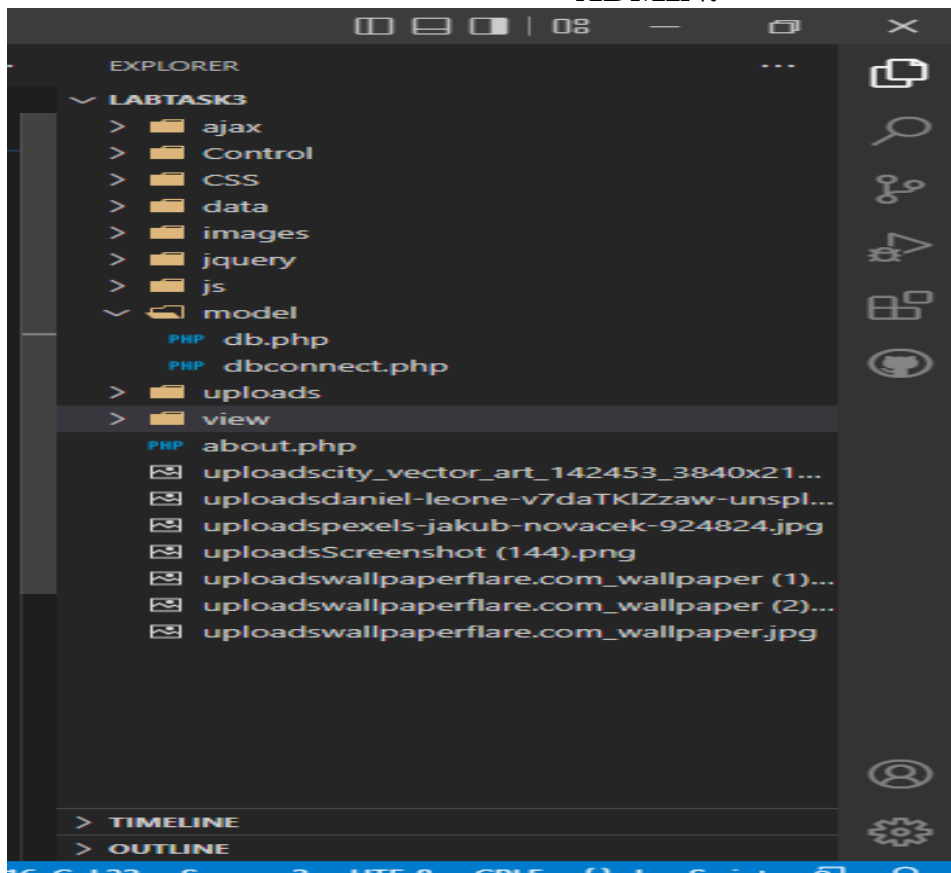 EXPLORER
LABTASK3
ajax
Control
CSS
data
images
jquery
js
model
PHP db.php
PHP dbconnect.php
uploads
view
PHP about.php
uploadscity_vector_art_142453_3840x21...
uploadsdaniel-leone-v7daTKlZzaw-unspl...
uploadspexels-jakub-novacek-924824.jpg
uploadsScreenshot (144).png
uploadswallpaperflare.com_wallpaper (1)...
uploadswallpaperflare.com_wallpaper (2)...
uploadswallpaperflare.com_wallpaper.jpg
TIMELINE
OUTLINE